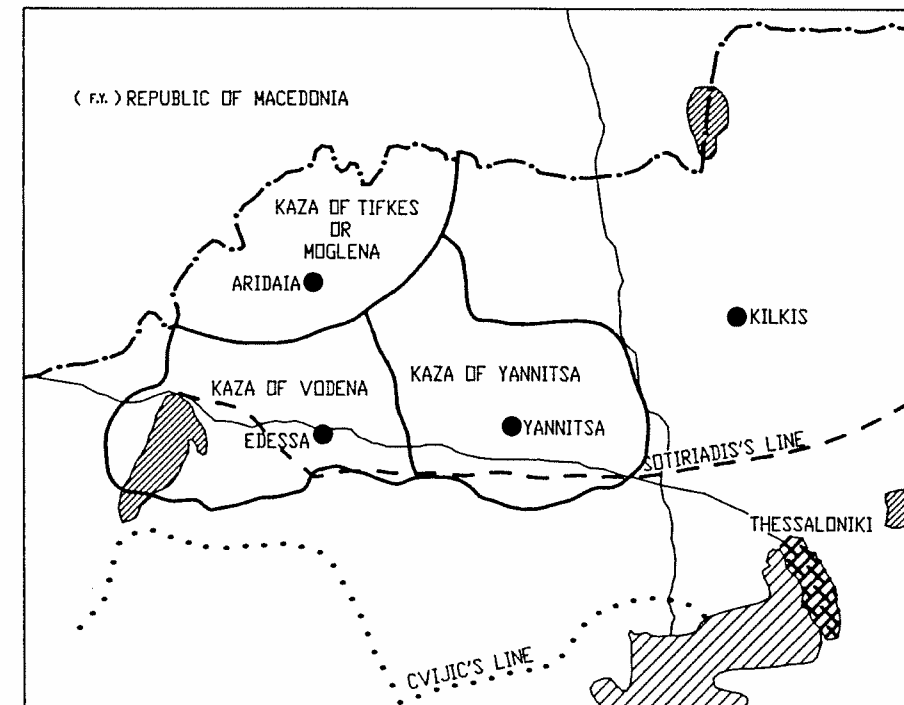 ( F.Y. ) REPUBLIC OF MACEDONIA
KAZA OF TIFKES
OR
MOGLENA
ARIDAIA
KILKIS
KAZA OF VODENA
KAZA OF YANNITSA
EDESSA
YANNITSA
SOTIRIADIS'S LINE
THESSALONIKI
CVIJIC'S LINE